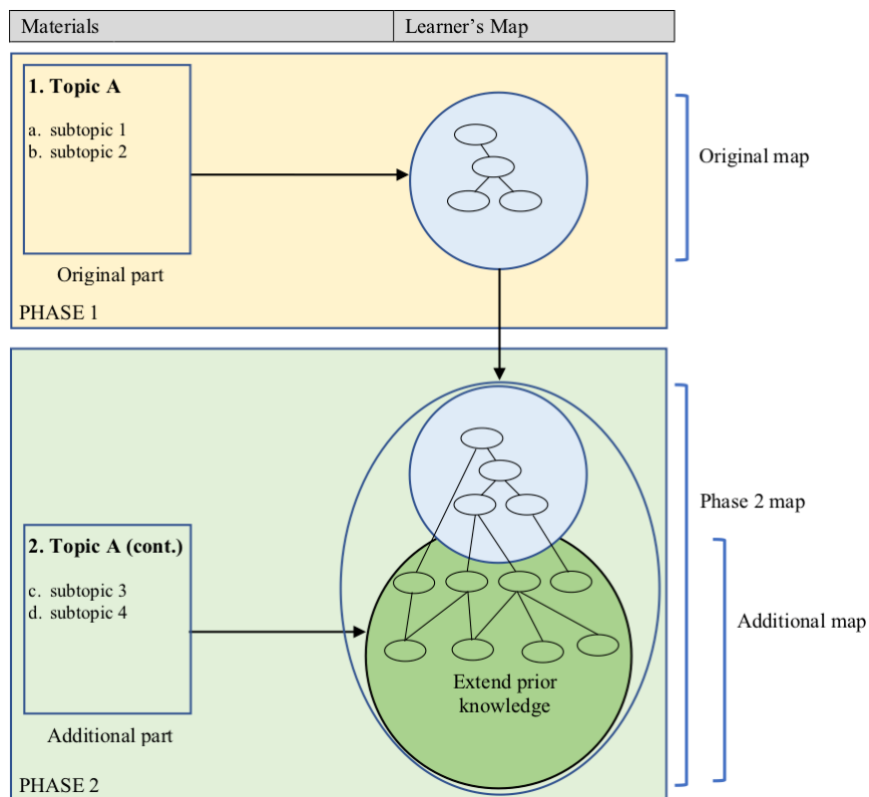 Materials
Learner's Map
1. Topic A
a. subtopic 1
b. subtopic 2
Original part
PHASE 1
Original map
2. Topic A (cont.)
c. subtopic 3
d. subtopic 4
Additional part
PHASE 2
Extend prior
knowledge
Phase 2 map
Additional map